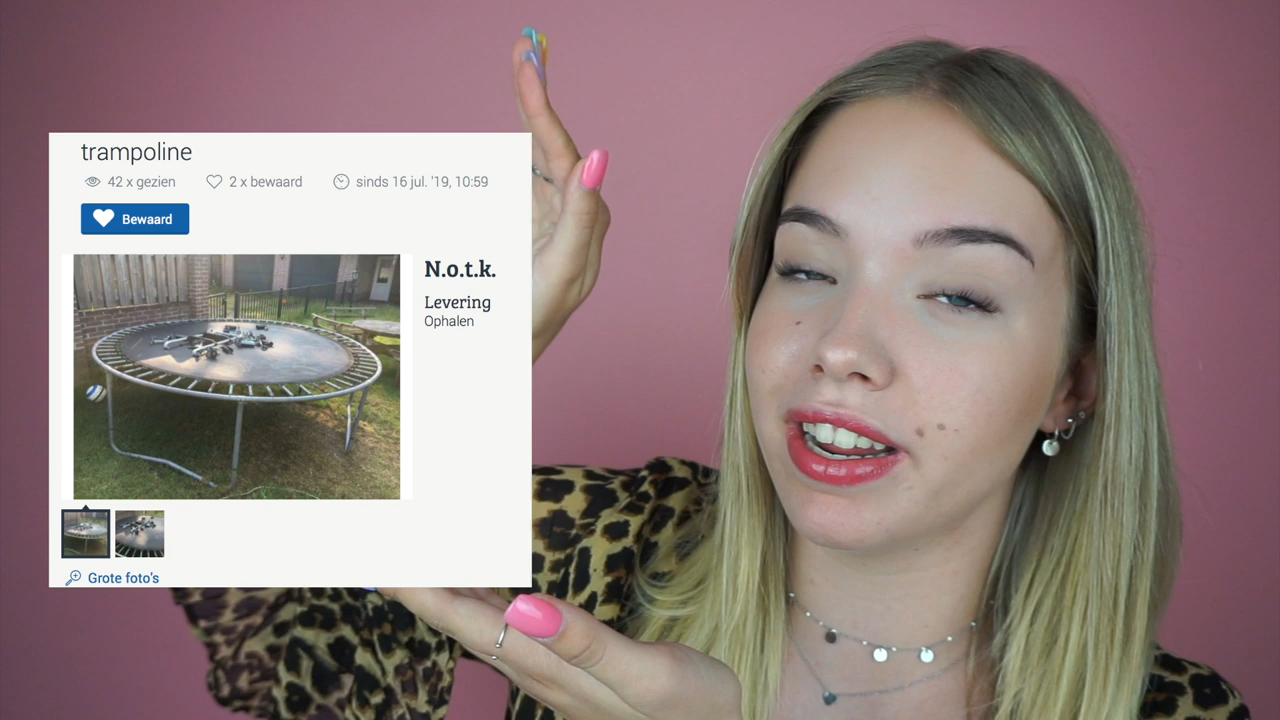 trampoline
42 x gezien
2 x bewaard
sinds 16 jul. '19, 10:59
Bewaard
N.o.t.k.
Levering
Ophalen
Grote foto's